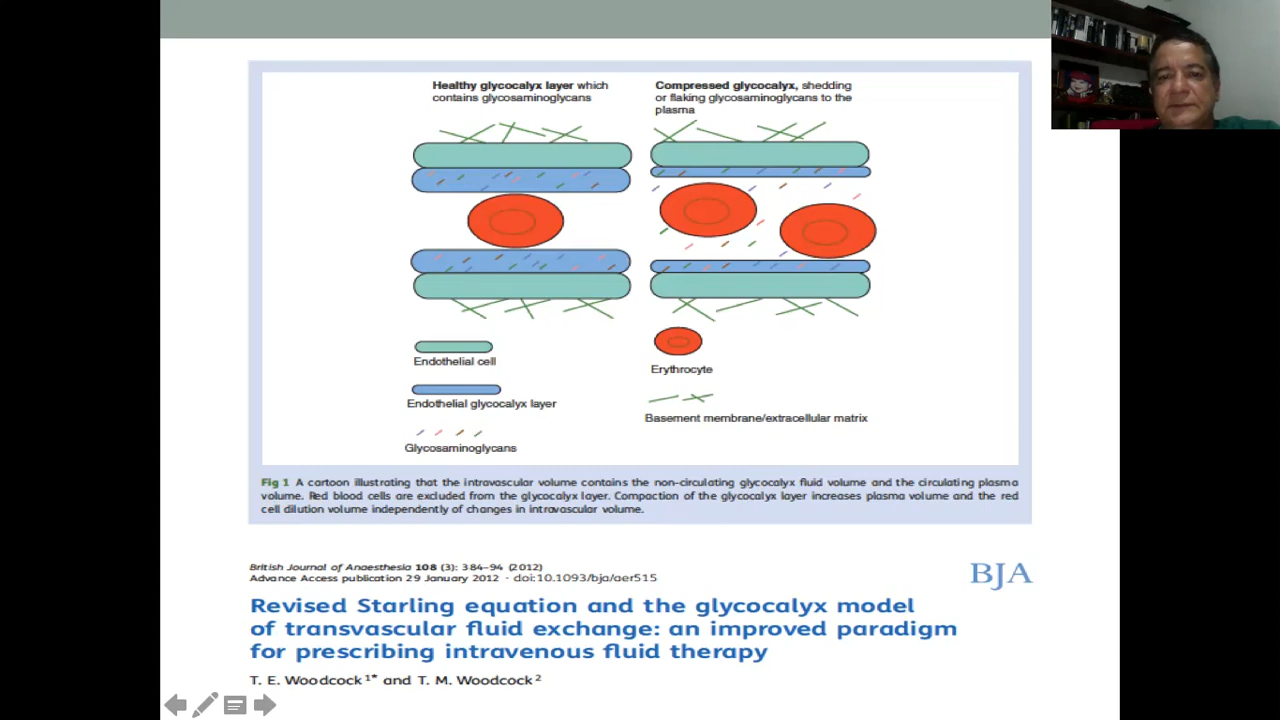 Healthy glycocalyx layer which
contains glycosaminoglycans
Compressed glycocalyx, shedding
or flaking glycosaminoglycans to the
plasma
Endothelial cell
Endothelial glycocalyx layer
Glycosaminoglycans
Erythrocyte
Basement membrane/extracellular matrix
Fig 1 A cartoon illustrating that the intravascular volume contains the non-circulating glycocalyx fluid volume and the circulating plasma
volume. Red blood cells are excluded from the glycocalyx layer. Compaction of the glycocalyx layer increases plasma volume and the red
cell dilution volume independently of changes in intravascular volume.
British Journal of Anaesthesia 108 (3): 384–94 (2012)
Advance Access publication 29 January 2012 · doi:10.1093/bja/aer515
BJA
Revised Starling equation and the glycocalyx model
of transvascular fluid exchange: an improved paradigm
for prescribing intravenous fluid therapy
T. E. Woodcock 1* and T. M. Woodcock 2